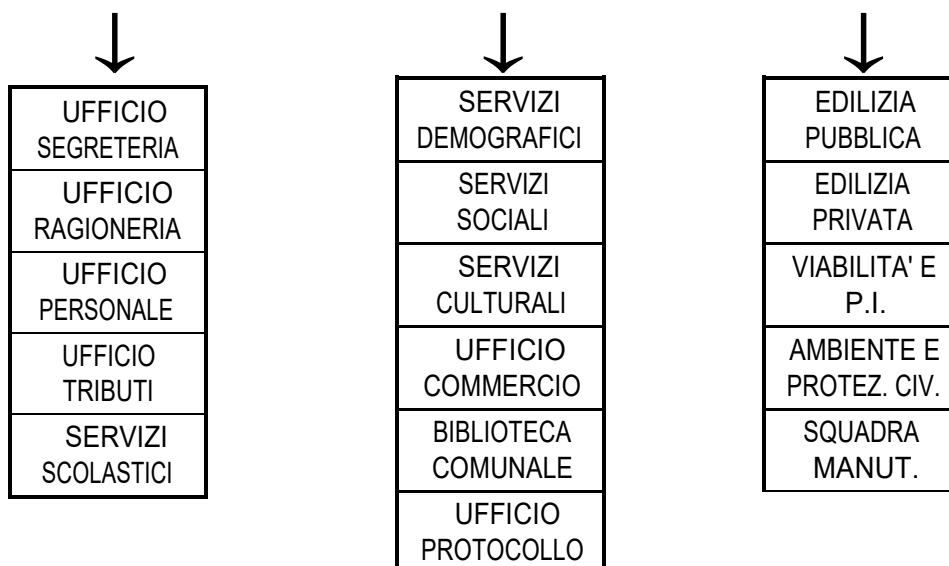 UFFICIO
SEGRETERIA
UFFICIO
RAGIONERIA
UFFICIO
PERSONALE
UFFICIO
TRIBUTI
SERVIZI
SCOLASTICI
SERVIZI
DEMOGRAFICI
SERVIZI
SOCIALI
SERVIZI
CULTURALI
UFFICIO
COMMERCIO
BIBLIOTECA
COMUNALE
UFFICIO
PROTOCOLLO
EDILIZIA
PUBBLICA
EDILIZIA
PRIVATA
VIABILITA' E
P.I.
AMBIENTE E
PROTEZ. CIV.
SQUADRA
MANUT.